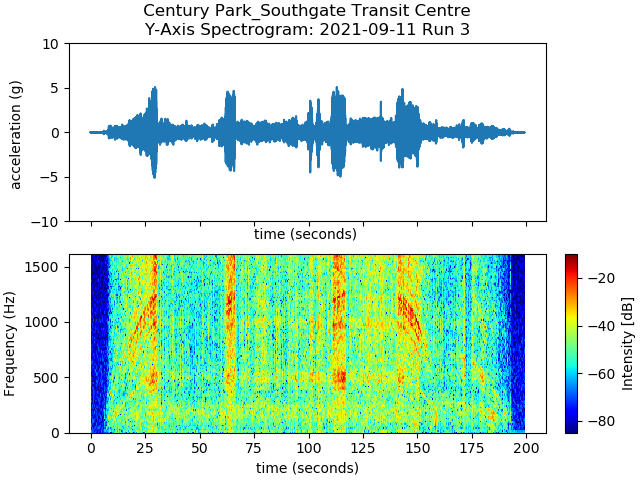 Century Park_Southgate Transit Centre
Y-Axis Spectrogram: 2021-09-11 Run 3
10
5
0
−5
−10
acceleration (g)
time (seconds)
1500
1000
500
0
Frequency (Hz)
0 25 50 75 100 125 150 175 200
time (seconds)
−20
−40
−60
−80
Intensity [dB]